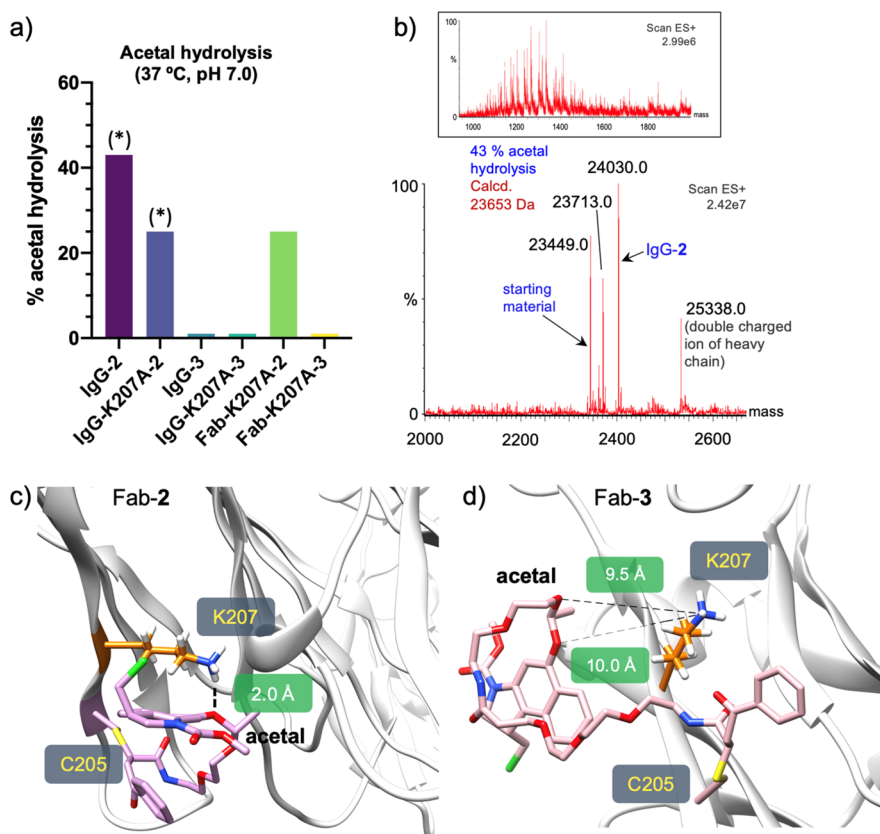 a)
Acetal hydrolysis
(37 ºC, pH 7.0)
% acetal hydrolysis
60
40
20
0
(*)
(*)
IgG-2
IgG-K207A-2
IgG-3
IgG-K207A-3
Fab-K207A-2
Fab-K207A-3
b)
100
%
Scan ES+
2.99e6
mass
1000
1200
1400
1600
1800
43 % acetal
hydrolysis
Calcd.
23653 Da
24030.0
23713.0
23449.0
Scan ES+
2.42e7
IgG-2
starting
material
25338.0
(double charged
ion of heavy
chain)
100
%
0
mass
2000
2200
2400
2600
c)
Fab-2
K207
2.0 Å
acetal
C205
d)
Fab-3
K207
acetal
9.5 Å
10.0 Å
C205